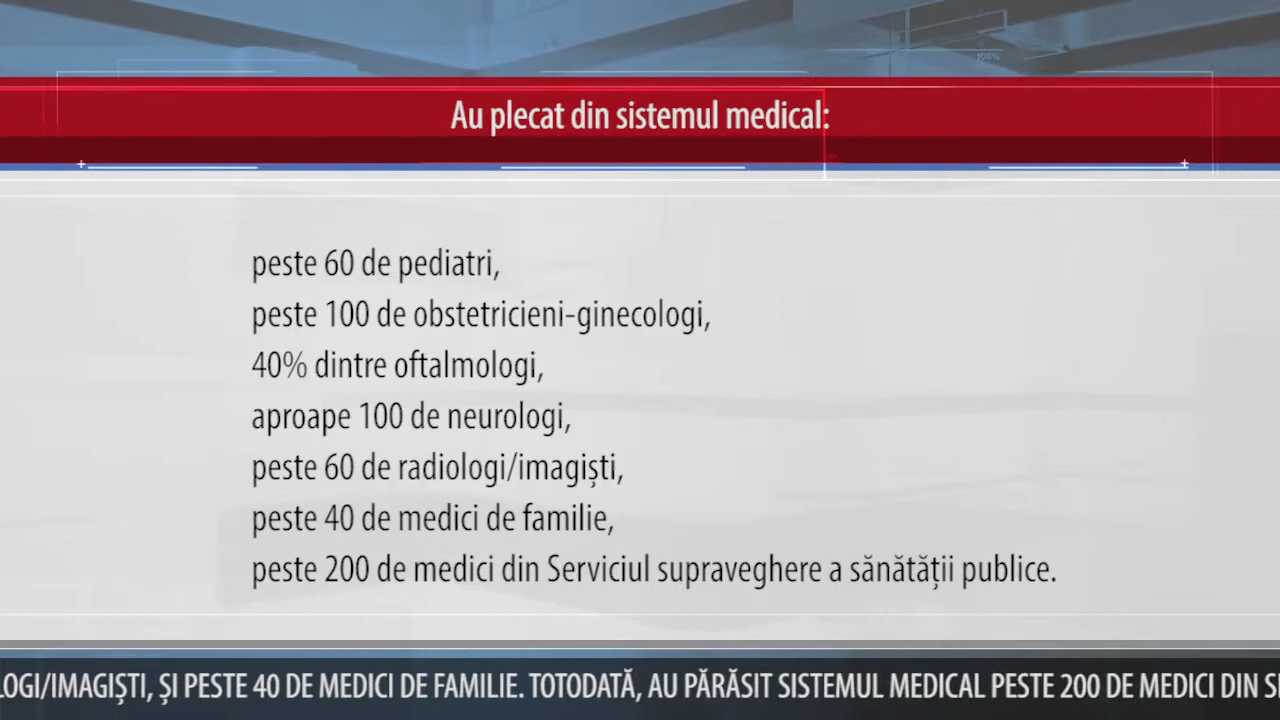 100%
Au plecat din sistemul medical:
peste 60 de pediatri,
peste 100 de obstetricieni-ginecologi,
40% dintre oftalmologi,
aproape 100 de neurologi,
peste 60 de radiologi/imagiști,
peste 40 de medici de familie,
peste 200 de medici din Serviciul supraveghere a sănătății publice.
LOGI/IMAGIȘTI, ȘI PESTE 40 DE MEDICI DE FAMILIE. TOTODATĂ, AU PĂRĂSIT SISTEMUL MEDICAL PESTE 200 DE MEDICI DIN